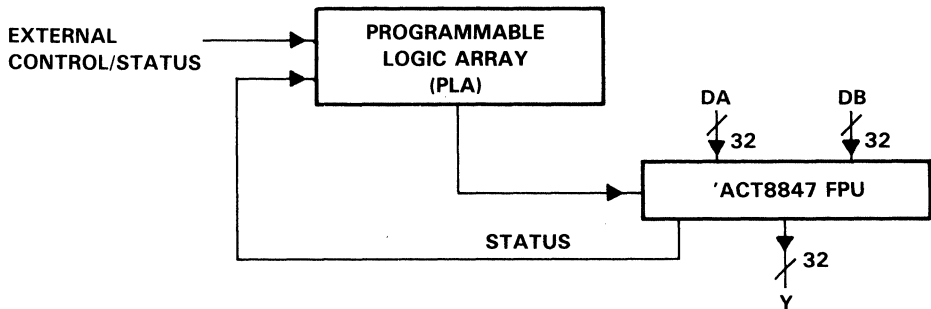 EXTERNAL
CONTROL/STATUS
PROGRAMMABLE
LOGIC ARRAY
(PLA)
DA
DB
32
32
'ACT8847 FPU
STATUS
32
Y